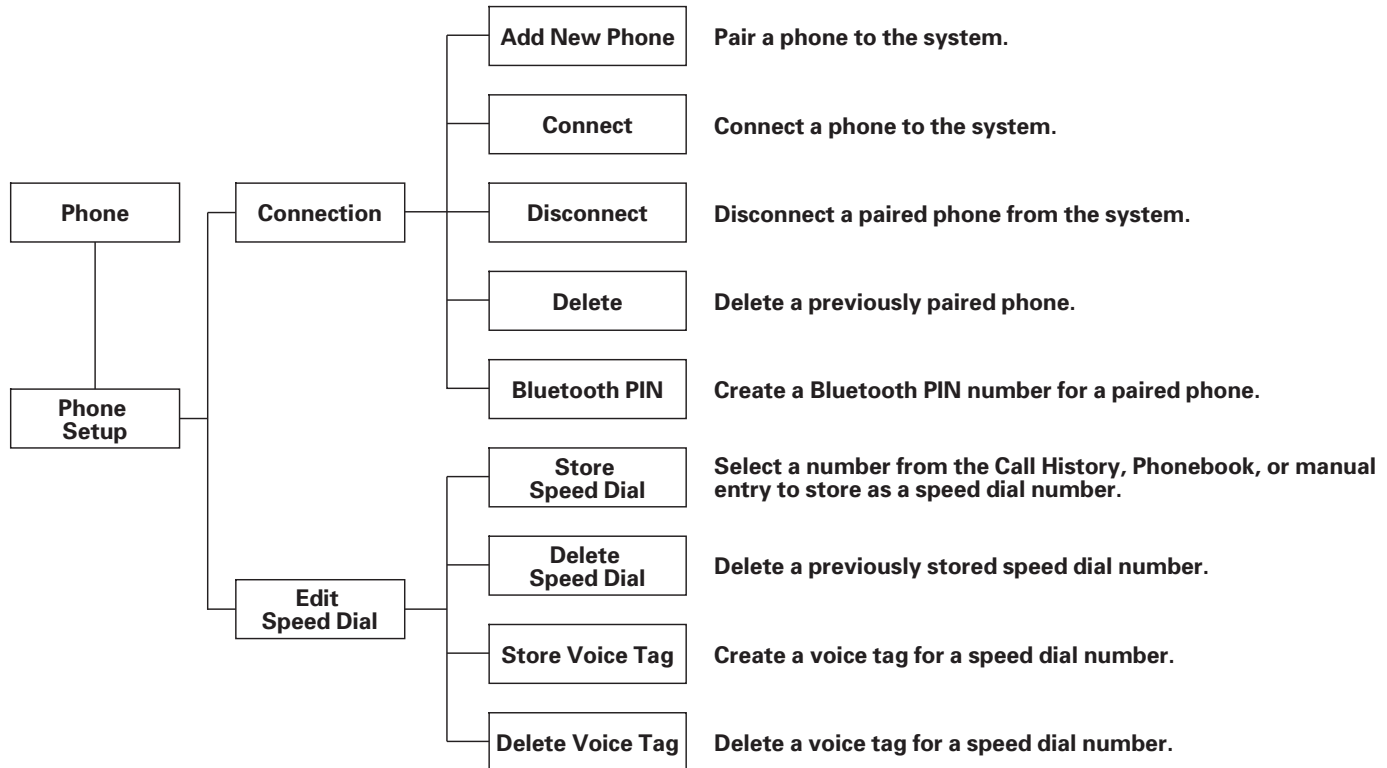 Add New Phone
Pair a phone to the system.
Connect
Connect a phone to the system.
Phone
Connection
Disconnect
Disconnect a paired phone from the system.
Delete
Delete a previously paired phone.
Phone
Setup
Bluetooth PIN
Create a Bluetooth PIN number for a paired phone.
Store
Speed Dial
Select a number from the Call History, Phonebook, or manual
entry to store as a speed dial number.
Delete
Speed Dial
Delete a previously stored speed dial number.
Edit
Speed Dial
Store Voice Tag
Create a voice tag for a speed dial number.
Delete Voice Tag
Delete a voice tag for a speed dial number.